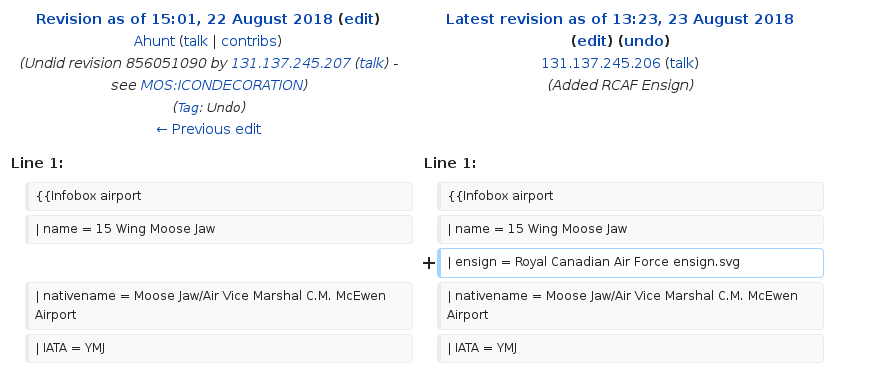 Revision as of 15:01, 22 August 2018 (edit)
Ahunt (talk | contribs)
(Undid revision 856051090 by 131.137.245.207 (talk) -
see MOS:ICONDECORATION)
(Tag: Undo)
← Previous edit
Latest revision as of 13:23, 23 August 2018
(edit) (undo)
131.137.245.206 (talk)
(Added RCAF Ensign)
Line 1:
Line 1:
{{Infobox airport
{{Infobox airport
| name = 15 Wing Moose Jaw
| name = 15 Wing Moose Jaw
+ | ensign = Royal Canadian Air Force ensign.svg
| nativename = Moose Jaw/Air Vice Marshal C.M. McEwen
Airport
| nativename = Moose Jaw/Air Vice Marshal C.M. McEwen
Airport
| IATA = YMJ
| IATA = YMJ